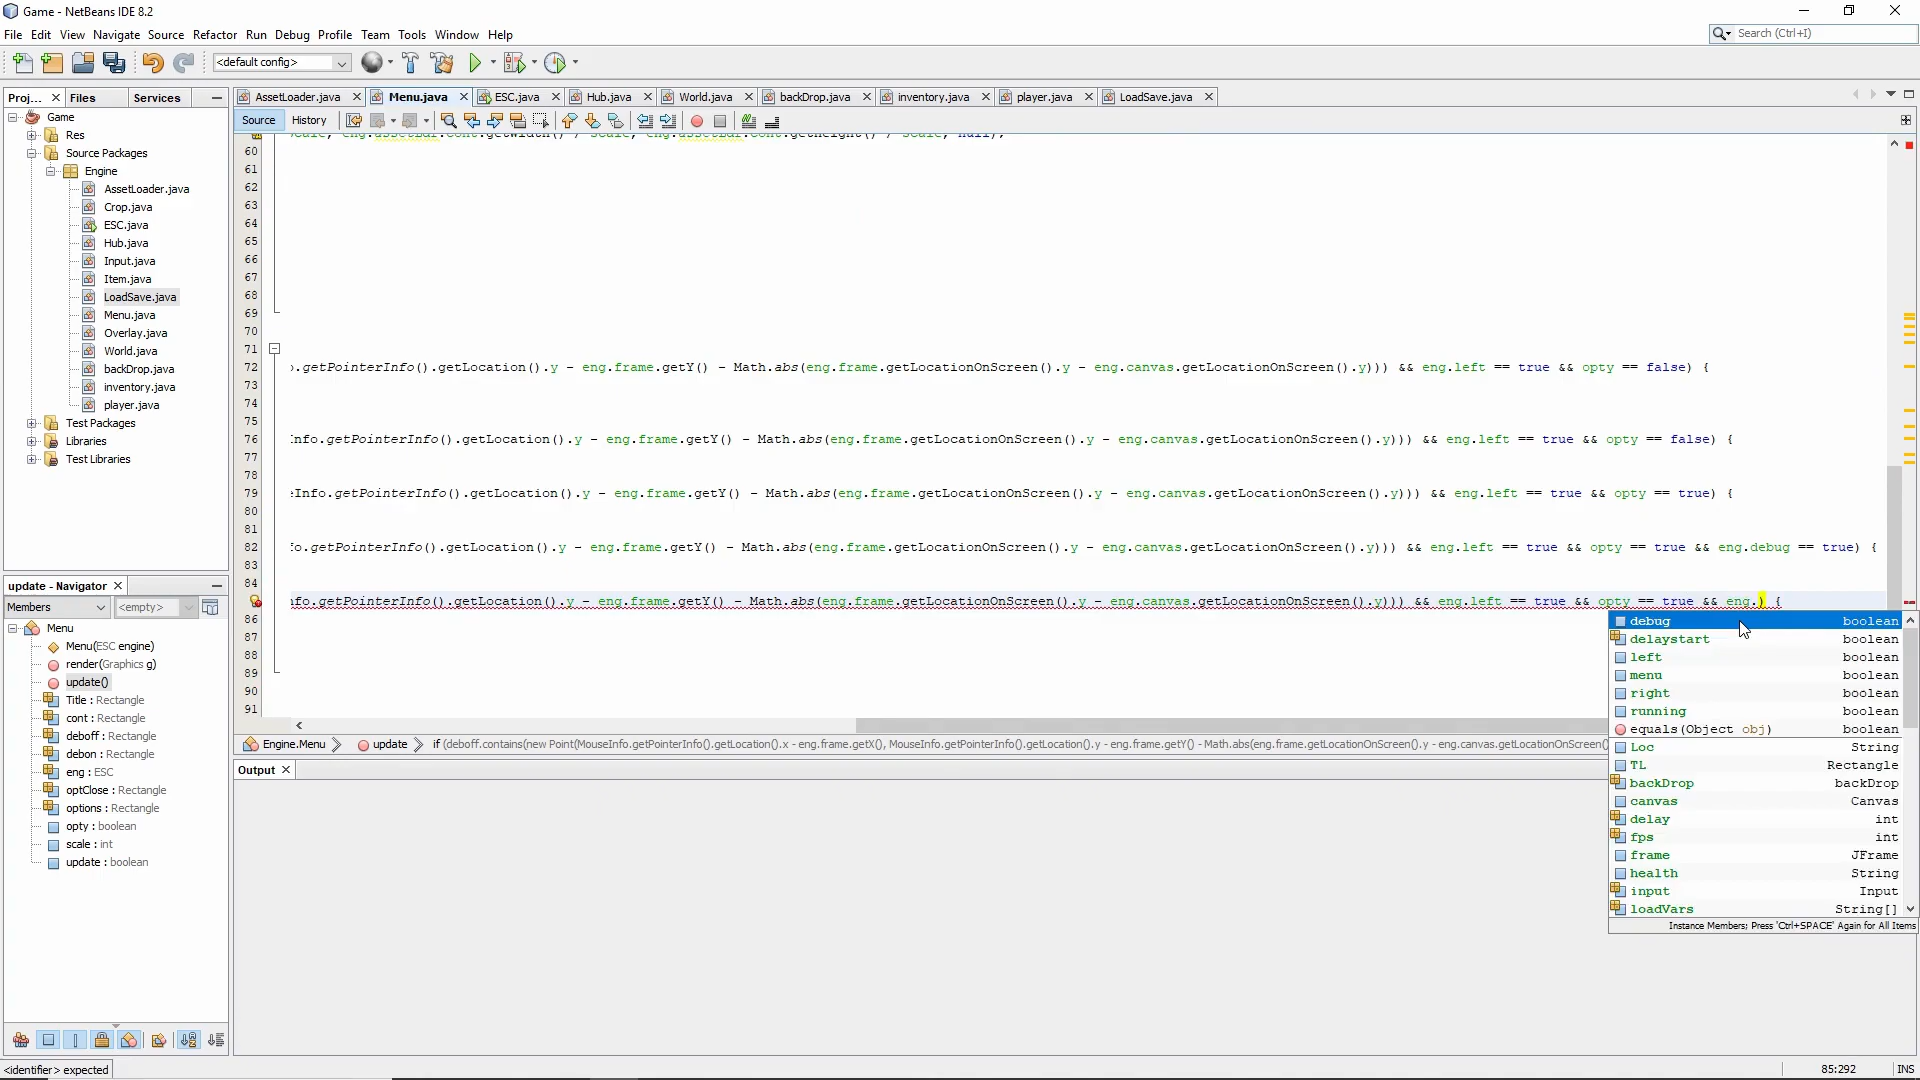 Game - NetBeans IDE 8.2
File Edit View Navigate Source Refactor Run Debug Profile Team Tools Window Help
Search (Ctrl+I)
<default config>
Proj... Files Services
Game
Res
Source Packages
Engine
AssetLoader.java
Crop.java
ESC.java
Hub.java
Input.java
Item.java
LoadSave.java
Menu.java
Overlay.java
World.java
backDrop.java
inventory.java
player.java
Test Packages
Libraries
Test Libraries
update - Navigator
Members <empty>
Menu
Menu(ESC engine)
render(Graphics g)
update()
Title : Rectangle
cont : Rectangle
deboff : Rectangle
debon : Rectangle
eng : ESC
optClose : Rectangle
options : Rectangle
opty : boolean
scale : int
update : boolean
AssetLoader.java Menu.java ESC.java Hub.java World.java backDrop.java inventory.java player.java LoadSave.java
Source History
60
61
62
63
64
65
66
67
68
69
70
71
72 .getPointerInfo().getLocation().y - eng.frame.getY() - Math.abs(eng.frame.getLocationOnScreen().y - eng.canvas.getLocationOnScreen().y))) && eng.left == true && opty == false) {
73
74
75
76 Info.getPointerInfo().getLocation().y - eng.frame.getY() - Math.abs(eng.frame.getLocationOnScreen().y - eng.canvas.getLocationOnScreen().y))) && eng.left == true && opty == false) {
77
78
79 eInfo.getPointerInfo().getLocation().y - eng.frame.getY() - Math.abs(eng.frame.getLocationOnScreen().y - eng.canvas.getLocationOnScreen().y))) && eng.left == true && opty == true) {
80
81
82 fo.getPointerInfo().getLocation().y - eng.frame.getY() - Math.abs(eng.frame.getLocationOnScreen().y - eng.canvas.getLocationOnScreen().y))) && eng.left == true && opty == true && eng.debug == true) {
83
84
nfo.getPointerInfo().getLocation().y - eng.frame.getY() - Math.abs(eng.frame.getLocationOnScreen().y - eng.canvas.getLocationOnScreen().y))) && eng.left == true && opty == true && eng.) {
86
87
88
89
90
91
debug boolean
delaystart boolean
left boolean
menu boolean
right boolean
running boolean
equals(Object obj) boolean
Loc String
TL Rectangle
backDrop backDrop
canvas Canvas
delay int
fps int
frame JFrame
health String
input Input
loadVars String[]
Instance Members; Press 'Ctrl+SPACE' Again for All Items
Engine.Menu update if (deboff.contains(new Point(MouseInfo.getPointerInfo().getLocation().x - eng.frame.getX(), MouseInfo.getPointerInfo().getLocation().y - eng.frame.getY() - Math.abs(eng.frame.getLocationOnScreen().y - eng.canvas.getLocationOnScreen()
Output
<identifier> expected
85:292 INS